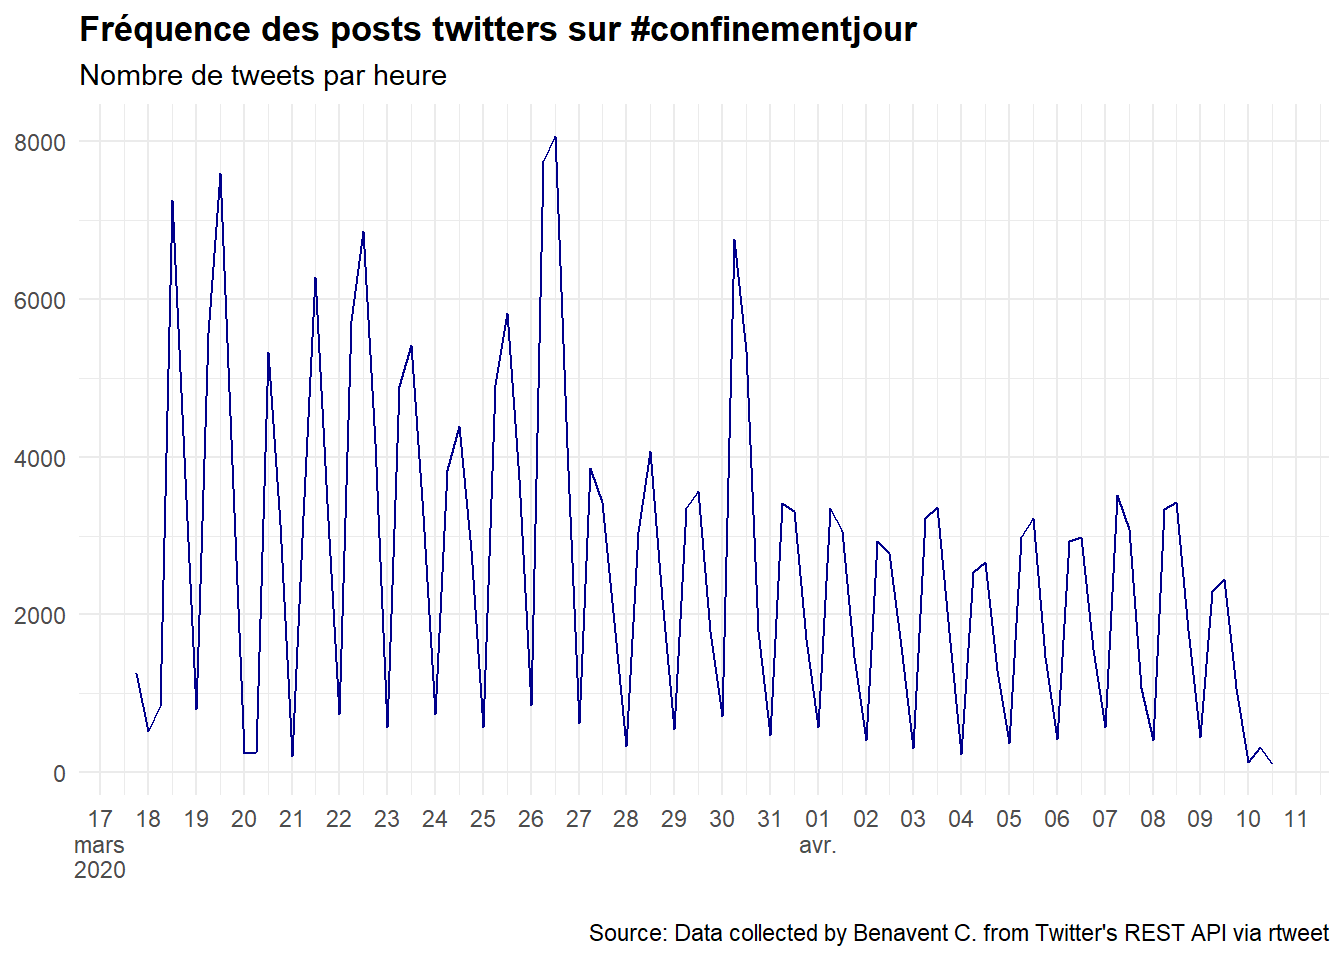 Fréquence des posts twitters sur #confinementjour
Nombre de tweets par heure
8000
6000
4000
2000
0
17 18 19 20 21 22 23 24 25 26 27 28 29 30 31 01 02 03 04 05 06 07 08 09 10 11
mars avr.
2020
Source: Data collected by Benavent C. from Twitter's REST API via rtweet